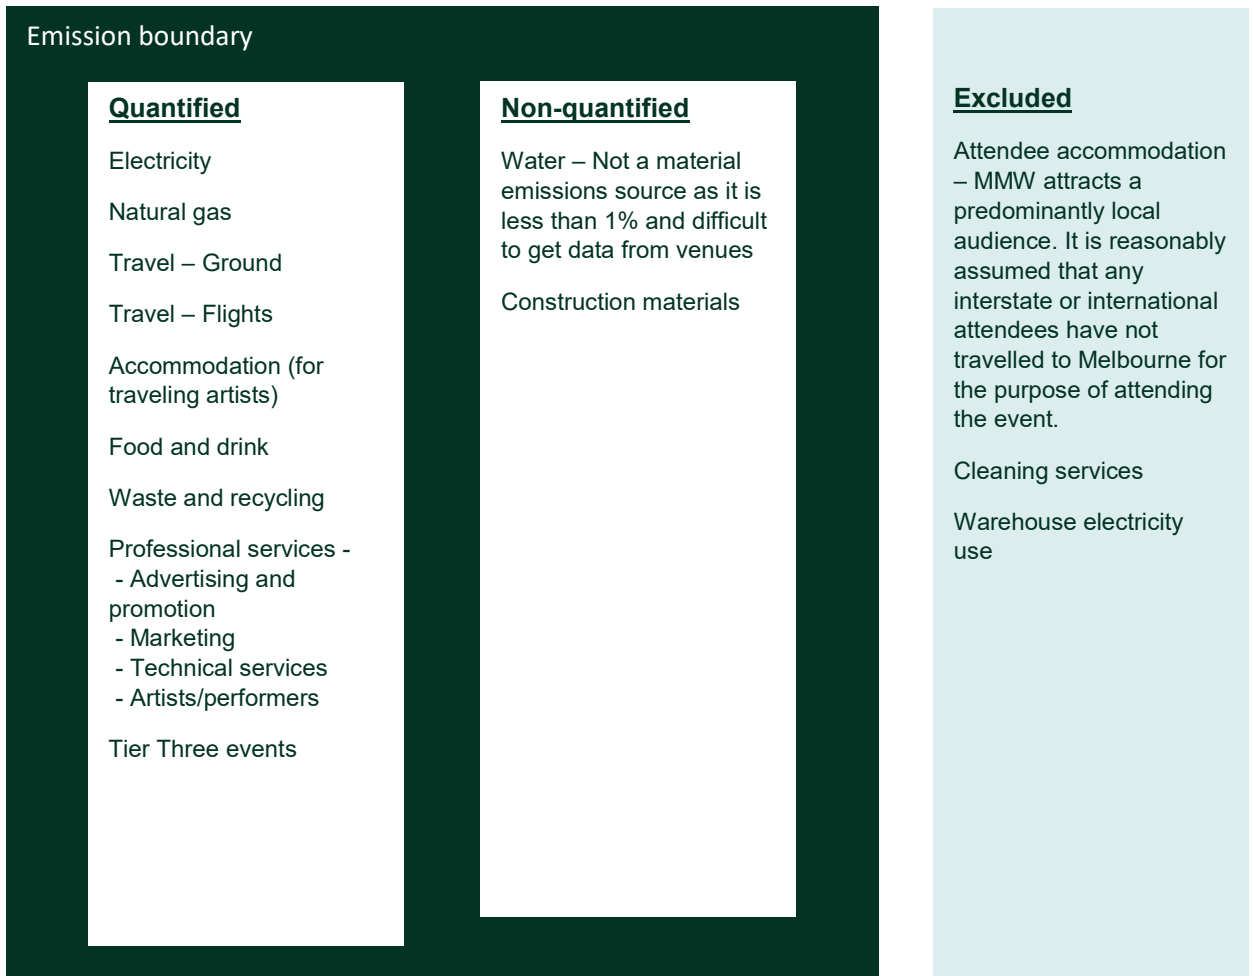 Emission boundary
Quantified
Electricity
Natural gas
Travel – Ground
Travel – Flights
Accommodation (for
traveling artists)
Food and drink
Waste and recycling
Professional services -
- Advertising and
promotion
- Marketing
- Technical services
- Artists/performers
Tier Three events
Non-quantified
Water – Not a material
emissions source as it is
less than 1% and difficult
to get data from venues
Construction materials
Excluded
Attendee accommodation
– MMW attracts a
predominantly local
audience. It is reasonably
assumed that any
interstate or international
attendees have not
travelled to Melbourne for
the purpose of attending
the event.
Cleaning services
Warehouse electricity
use